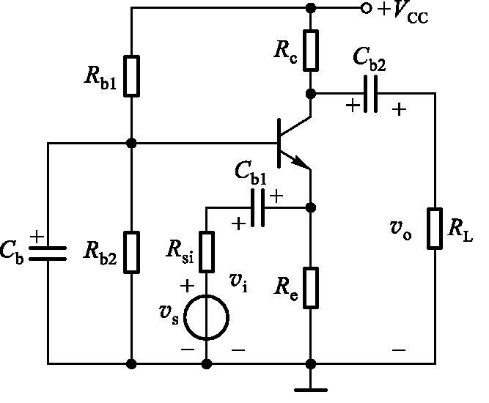 +V_CC
R_c
C_b2
R_b1
+ +
C_b1
+
+
+
C_b
R_b2
R_si
v_o
R_L
+
v_i
R_e
v_s
− − −